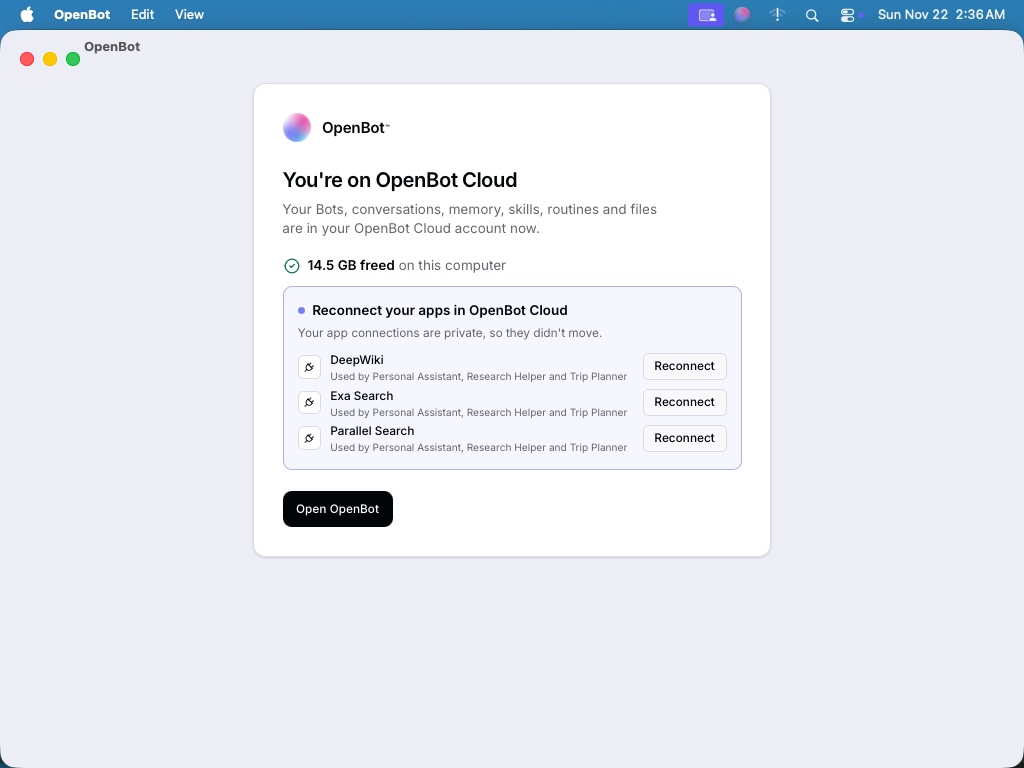 OpenBot Edit View Sun Nov 22 2:36 AM
OpenBot
OpenBot™
You're on OpenBot Cloud
Your Bots, conversations, memory, skills, routines and files
are in your OpenBot Cloud account now.
14.5 GB freed on this computer
Reconnect your apps in OpenBot Cloud
Your app connections are private, so they didn't move.
DeepWiki
Used by Personal Assistant, Research Helper and Trip Planner
Reconnect
Exa Search
Used by Personal Assistant, Research Helper and Trip Planner
Reconnect
Parallel Search
Used by Personal Assistant, Research Helper and Trip Planner
Reconnect
Open OpenBot